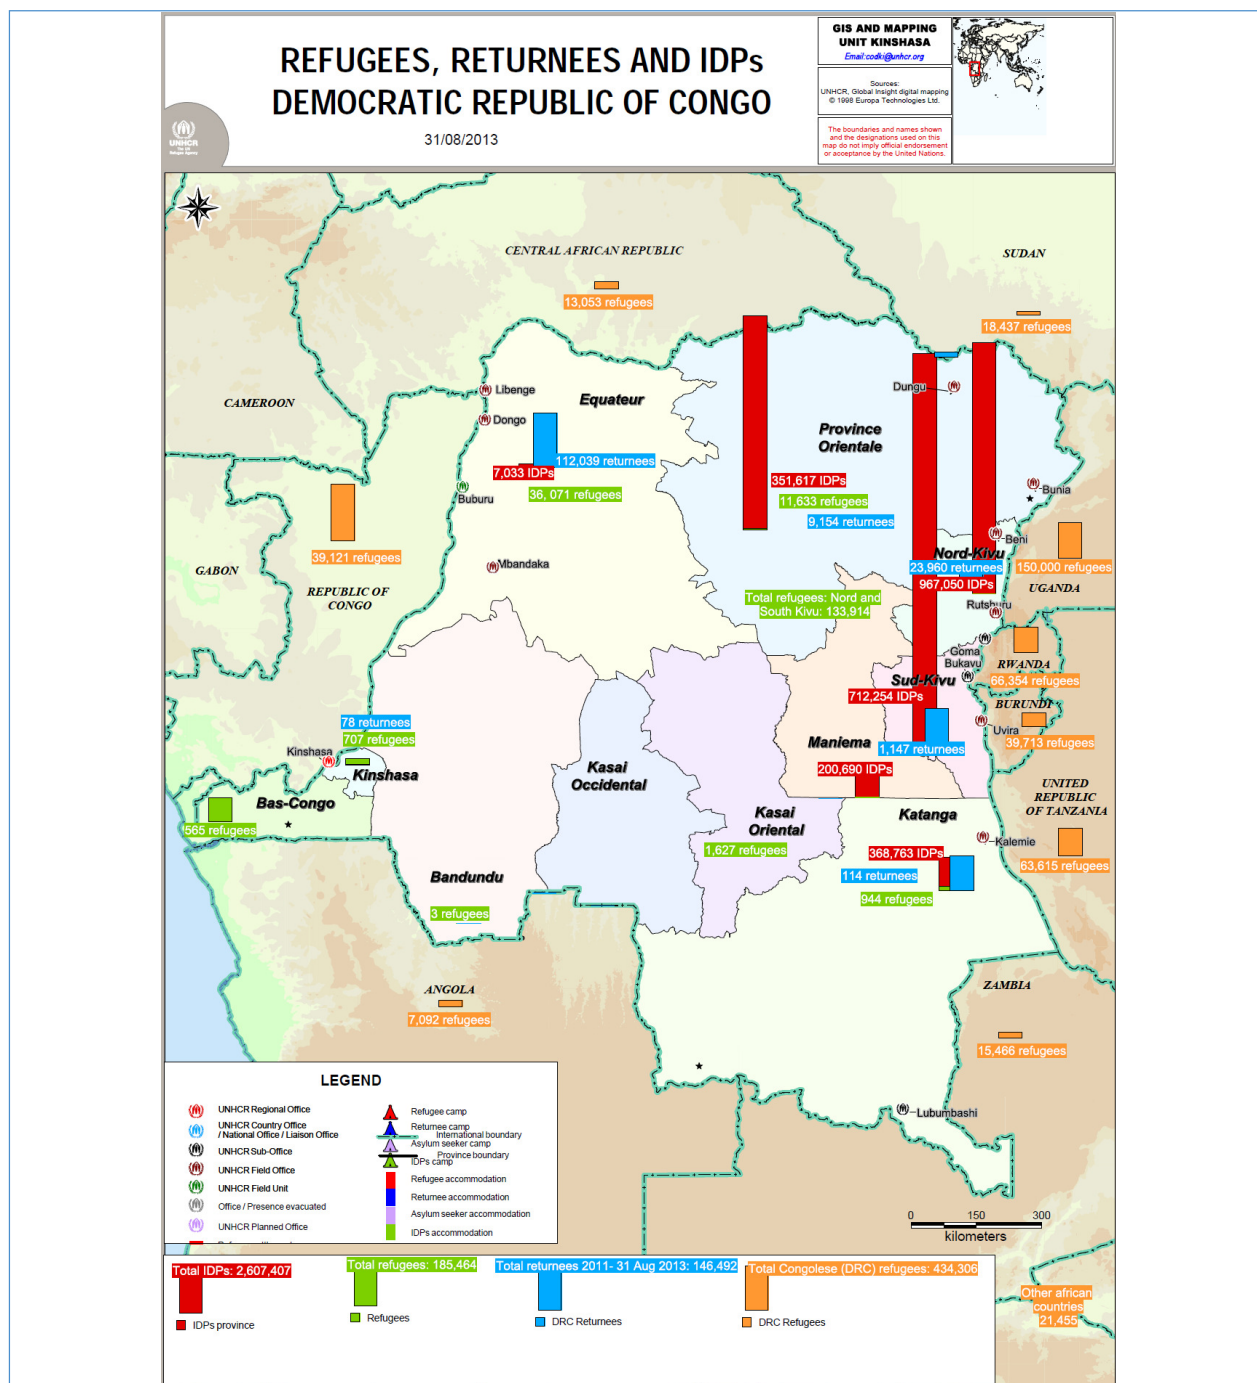 REFUGEES, RETURNEES AND IDPs
DEMOCRATIC REPUBLIC OF CONGO
31/08/2013
UNHCR
The UN
Refugee Agency
GIS AND MAPPING
UNIT KINSHASA
Email:codki@unhcr.org
Sources:
UNHCR, Global Insight digital mapping
© 1998 Europa Technologies Ltd.
The boundaries and names shown
and the designations used on this
map do not imply official endorsement
or acceptance by the United Nations.
CENTRAL AFRICAN REPUBLIC
13,053 refugees
SUDAN
18,437 refugees
CAMEROON
Libenge
Dongo
Equateur
112,039 returnees
7,033 IDPs
36, 071 refugees
Buburu
Mbandaka
Dungu
Province
Orientale
351,617 IDPs
11,633 refugees
9,154 returnees
Bunia
Beni
Nord-Kivu
23,960 returnees
967,050 IDPs
150,000 refugees
UGANDA
39,121 refugees
GABON
REPUBLIC OF
CONGO
Total refugees: Nord and
South Kivu: 133,914
Rutshuru
Goma
Bukavu
RWANDA
66,354 refugees
Sud-Kivu
712,254 IDPs
BURUNDI
Uvira
39,713 refugees
1,147 returnees
Maniema
200,690 IDPs
78 returnees
707 refugees
Kinshasa
Kinshasa
Bas-Congo
565 refugees
Kasai
Occidental
Kasai
Oriental
1,627 refugees
Katanga
368,763 IDPs
114 returnees
944 refugees
Kalemie
UNITED
REPUBLIC
OF TANZANIA
63,615 refugees
Bandundu
3 refugees
ANGOLA
7,092 refugees
ZAMBIA
15,466 refugees
Lubumbashi
LEGEND
UNHCR Regional Office
UNHCR Country Office
/ National Office / Liaison Office
UNHCR Sub-Office
UNHCR Field Office
UNHCR Field Unit
Office / Presence evacuated
UNHCR Planned Office
Refugee camp
Returnee camp
International boundary
Asylum seeker camp
Province boundary
IDPs camp
Refugee accommodation
Returnee accommodation
Asylum seeker accommodation
IDPs accommodation
0 150 300
kilometers
Total IDPs: 2,607,407
IDPs province
Total refugees: 185,464
Refugees
Total returnees 2011- 31 Aug 2013: 146,492
DRC Returnees
Total Congolese (DRC) refugees: 434,306
DRC Refugees
Other african
countries
21,455